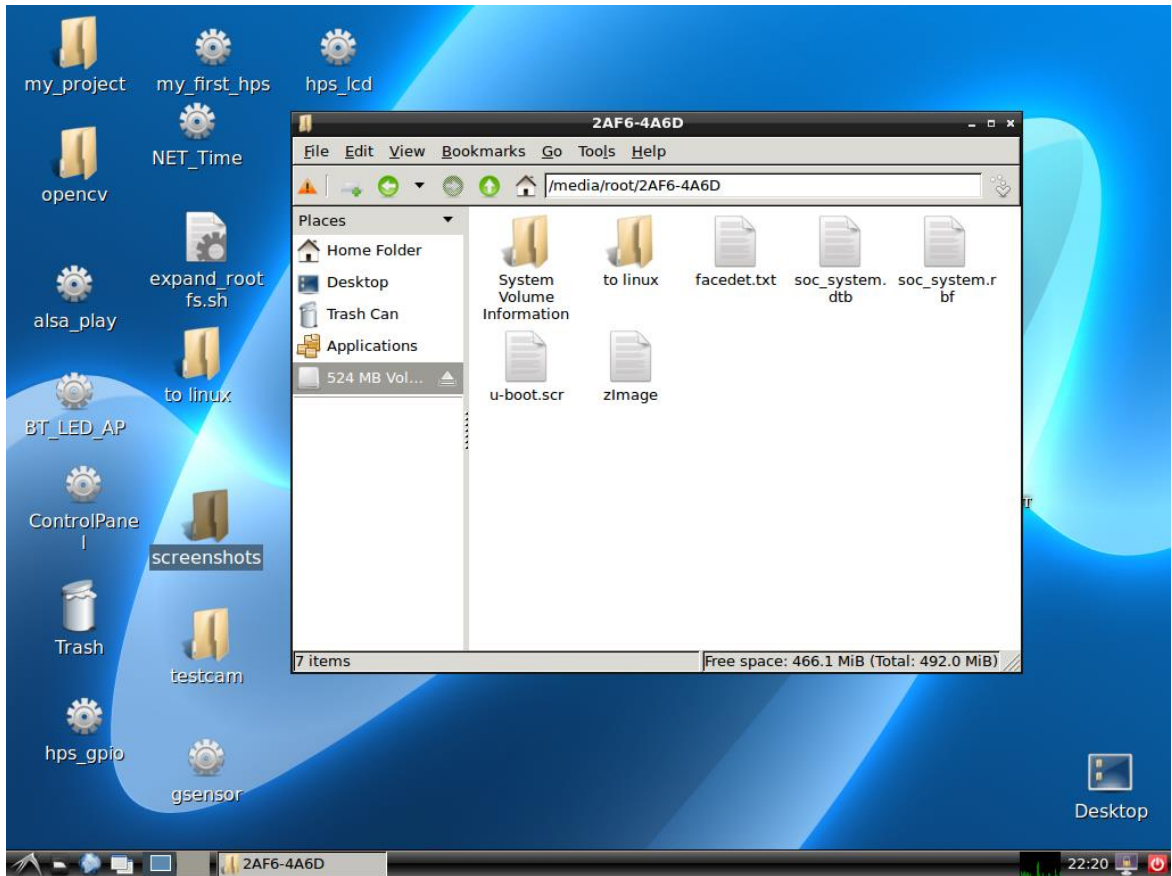 my_project
my_first_hps
hps_lcd
opencv
NET_Time
expand_root
fs.sh
alsa_play
to linux
BT_LED_AP
ControlPane
l
screenshots
Trash
testcam
hps_gpio
gsensor
2AF6-4A6D
File Edit View Bookmarks Go Tools Help
/media/root/2AF6-4A6D
Places
Home Folder
Desktop
Trash Can
Applications
524 MB Vol...
System
Volume
Information
to linux
facedet.txt
soc_system.
dtb
soc_system.r
bf
u-boot.scr
zImage
7 items
Free space: 466.1 MiB (Total: 492.0 MiB)
T
Desktop
2AF6-4A6D
22:20